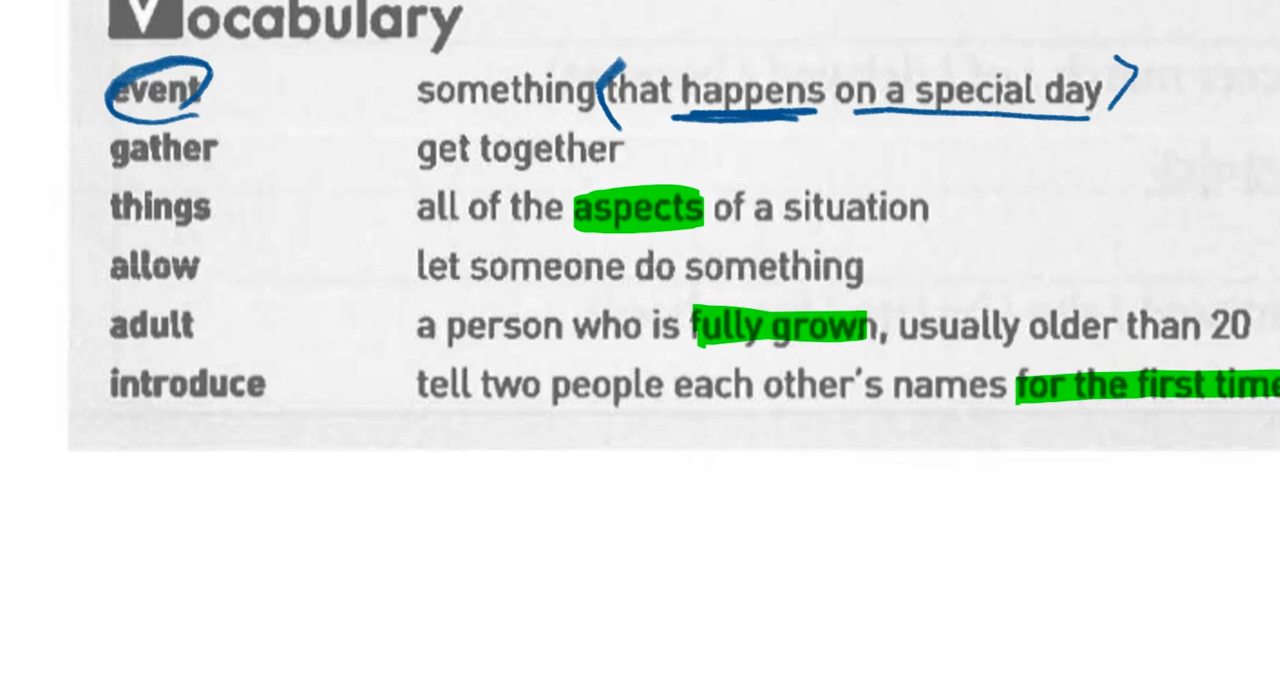 Vocabulary
event something that happens on a special day
gather get together
things all of the aspects of a situation
allow let someone do something
adult a person who is fully grown, usually older than 20
introduce tell two people each other's names for the first time